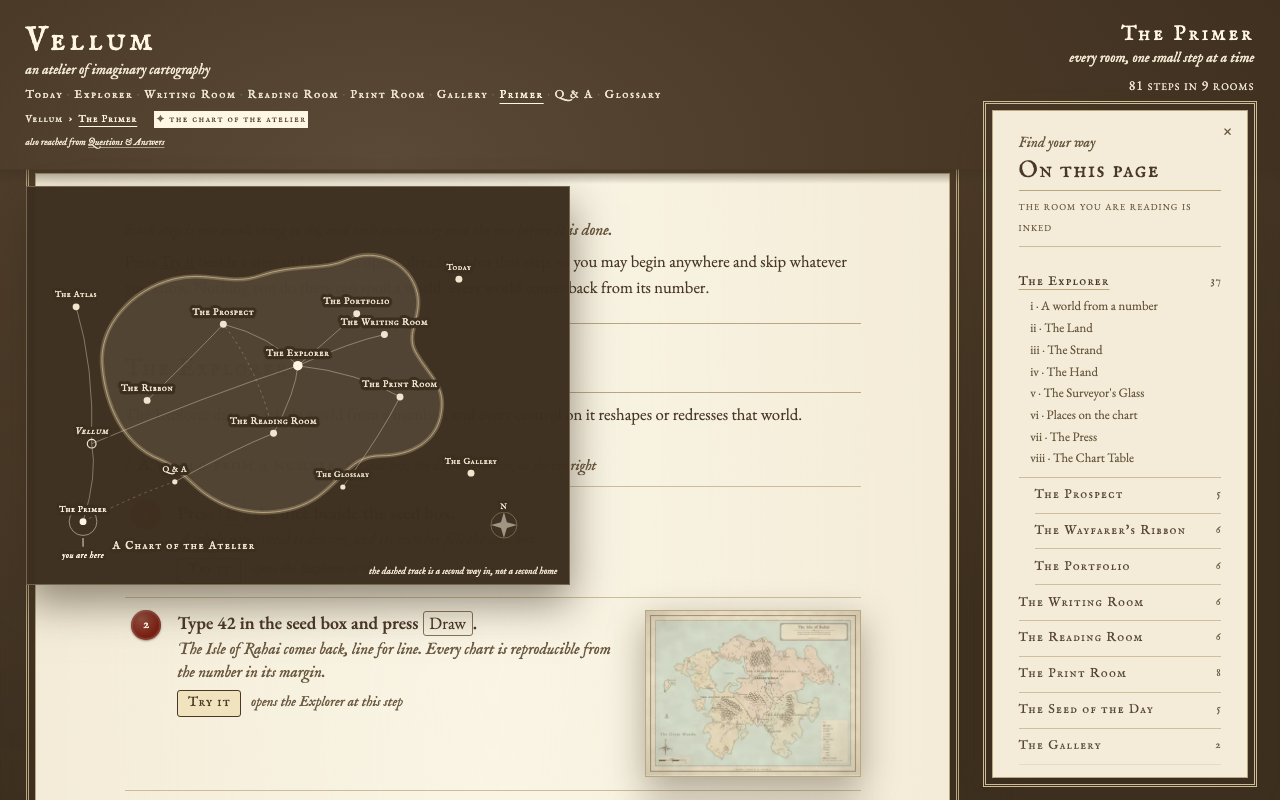 Vellum
an atelier of imaginary cartography
Today · Explorer · Writing Room · Reading Room · Print Room · Gallery · Primer · Q & A · Glossary
Vellum › The Primer ✦ the chart of the atelier
also reached from Questions & Answers
The Primer
every room, one small step at a time
81 steps in 9 rooms
×
Find your way
On this page
the room you are reading is
inked
The Explorer 37
i · A world from a number
ii · The Land
iii · The Strand
iv · The Hand
v · The Surveyor's Glass
vi · Places on the chart
vii · The Press
viii · The Chart Table
The Prospect 5
The Wayfarer's Ribbon 6
The Portfolio 6
The Writing Room 6
The Reading Room 6
The Print Room 8
The Seed of the Day 5
The Gallery 2
is done.
you may begin anywhere and skip whatever
back from its number.
on it reshapes or redresses that world.
right
Today
The Atlas
The Portfolio
The Prospect
The Writing Room
The Explorer
The Ribbon
The Print Room
The Reading Room
Vellum
Q & A
The Glossary
The Gallery
The Primer
N
you are here
A Chart of the Atelier
the dashed track is a second way in, not a second home
2
Type 42 in the seed box and press Draw.
The Isle of Rahai comes back, line for line. Every chart is reproducible from
the number in its margin.
Try it opens the Explorer at this step
The Isle of Rahai